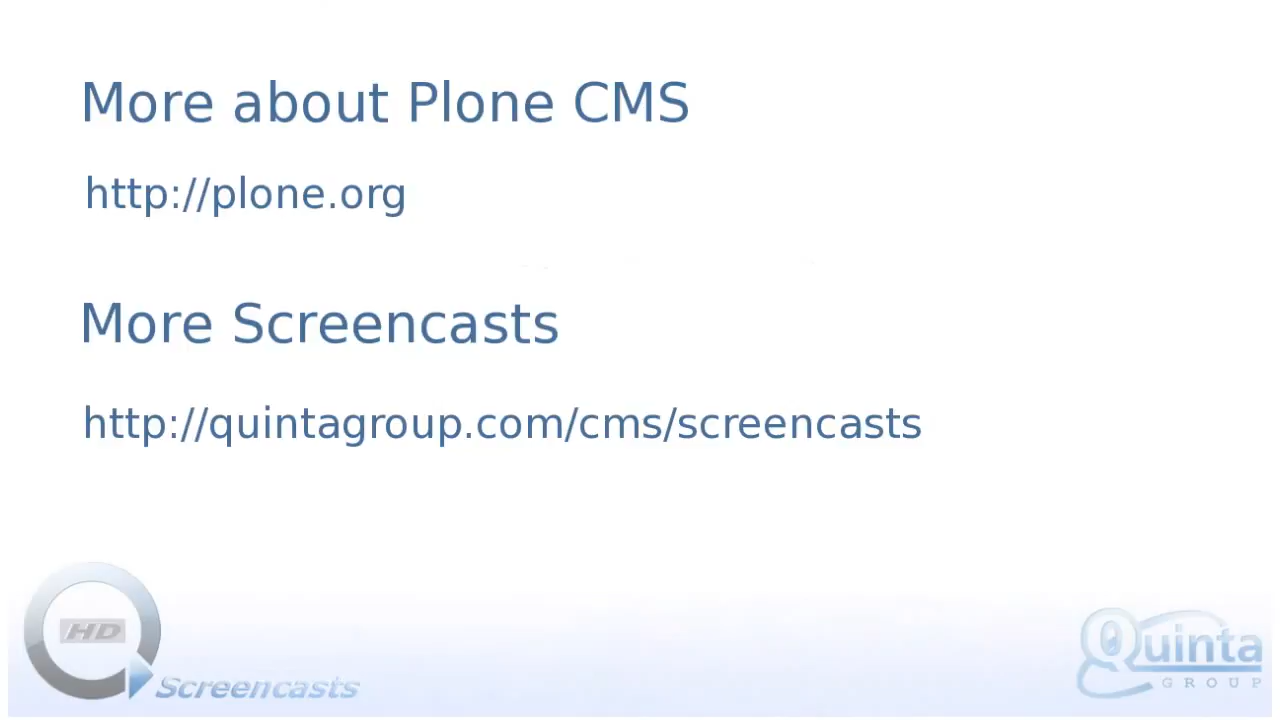 More about Plone CMS
http://plone.org
More Screencasts
http://quintagroup.com/cms/screencasts
HD
Screencasts
Quinta
GROUP